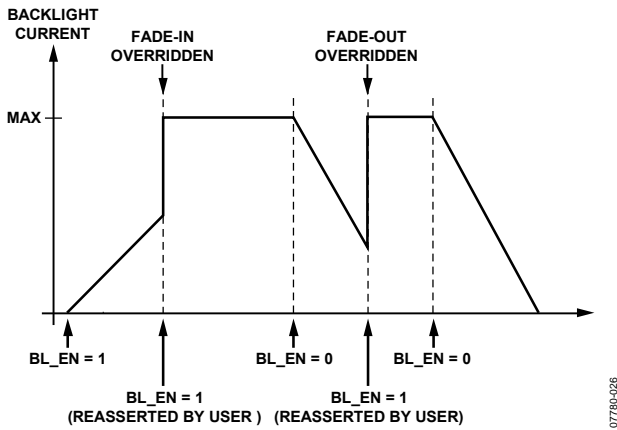 BACKLIGHT
CURRENT
FADE-IN
OVERRIDDEN
FADE-OUT
OVERRIDDEN
MAX
BL_EN = 1
BL_EN = 1
(REASSERTED BY USER )
BL_EN = 0
BL_EN = 1
(REASSERTED BY USER)
BL_EN = 0
07780-026